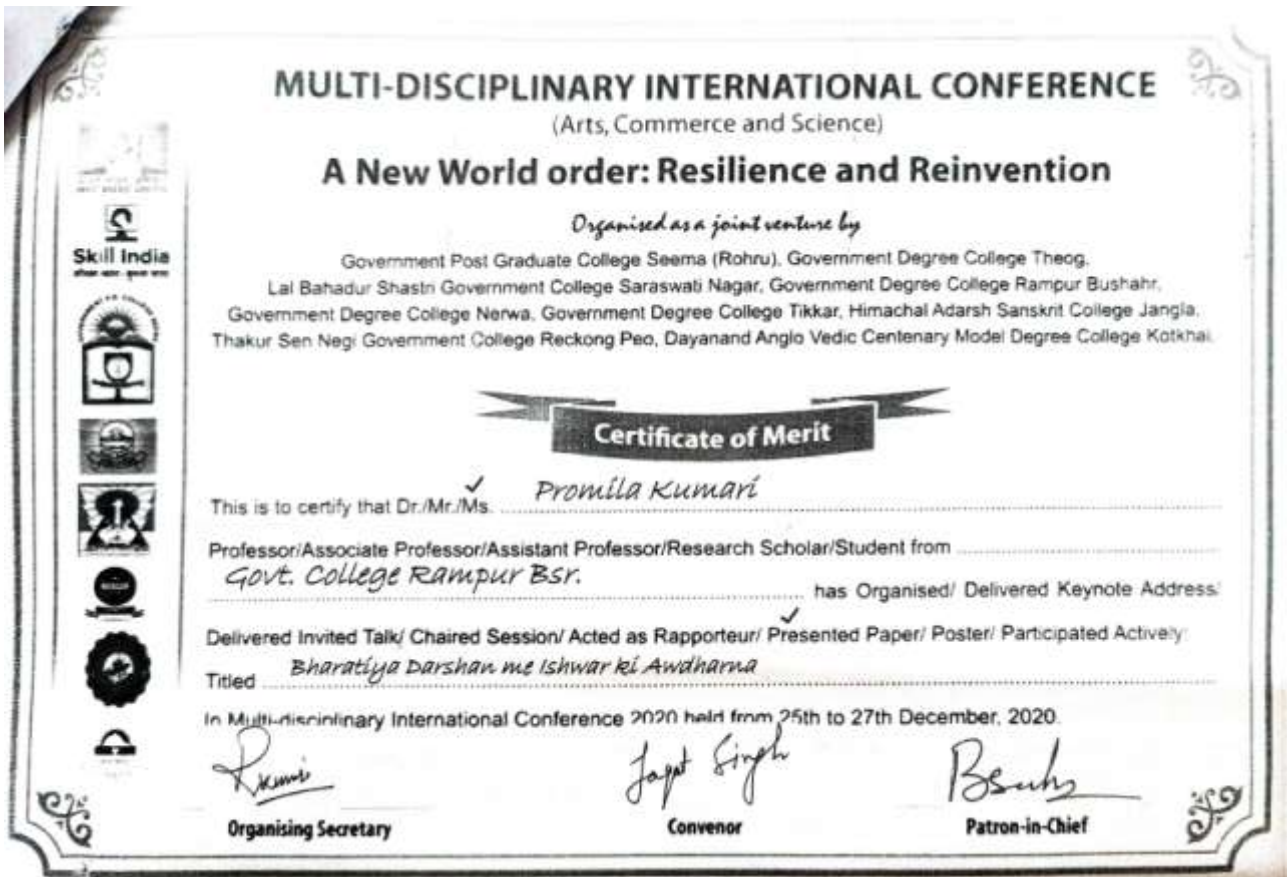 MULTI-DISCIPLINARY INTERNATIONAL CONFERENCE
(Arts, Commerce and Science)
A New World order: Resilience and Reinvention
Organised as a joint venture by
Government Post Graduate College Seema (Rohru), Government Degree College Theog,
Lal Bahadur Shastri Government College Saraswati Nagar, Government Degree College Rampur Bushahr,
Government Degree College Nerwa, Government Degree College Tikkar, Himachal Adarsh Sanskrit College Jangla,
Thakur Sen Negi Government College Reckong Peo, Dayanand Anglo Vedic Centenary Model Degree College Kotkhai.
Skill India
Certificate of Merit
This is to certify that Dr./Mr./Ms. Promila Kumari
Professor/Associate Professor/Assistant Professor/Research Scholar/Student from
Govt. College Rampur Bsr. has Organised/ Delivered Keynote Address/
Delivered Invited Talk/ Chaired Session/ Acted as Rapporteur/ Presented Paper/ Poster/ Participated Actively:
Titled Bharatiya Darshan me Ishwar ki Awdharna
In Multi-disciplinary International Conference 2020 held from 25th to 27th December, 2020.
Jagat Singh
Organising Secretary
Convenor
Patron-in-Chief